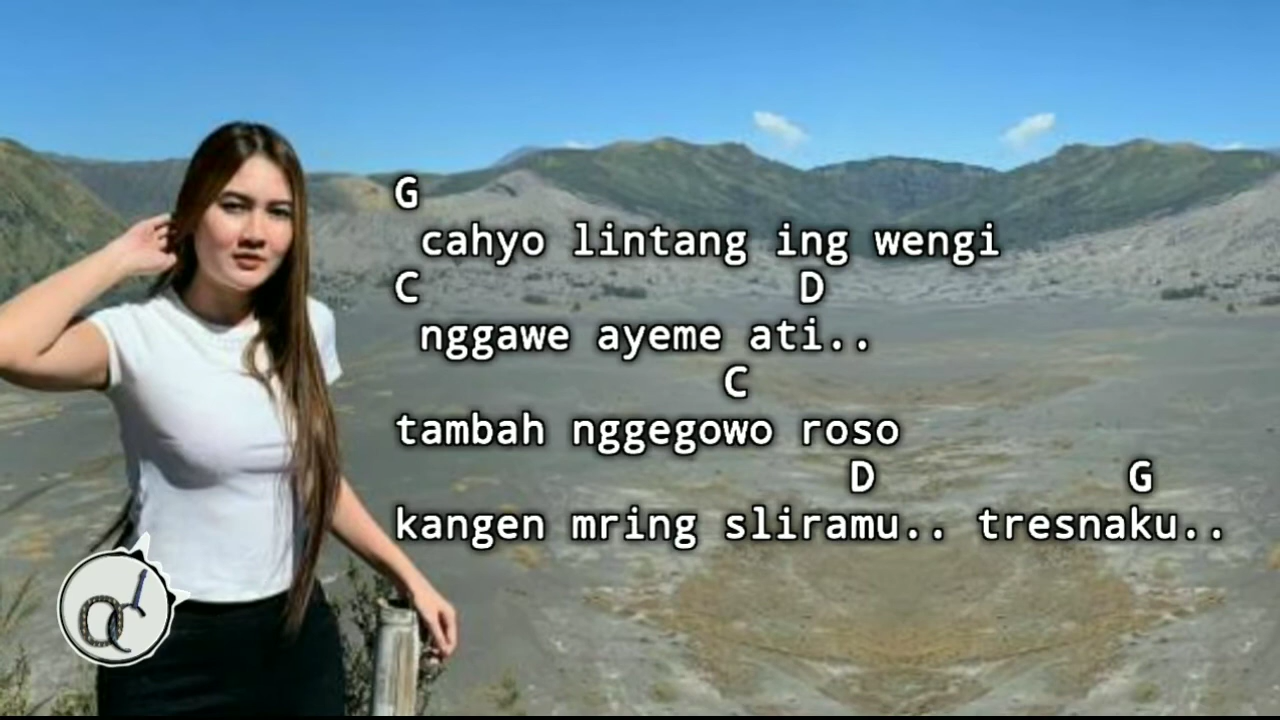 G
cahyo lintang ing wengi
C D
nggawe ayeme ati..
C
tambah nggegowo roso
D G
kangen mring sliramu.. tresnaku..